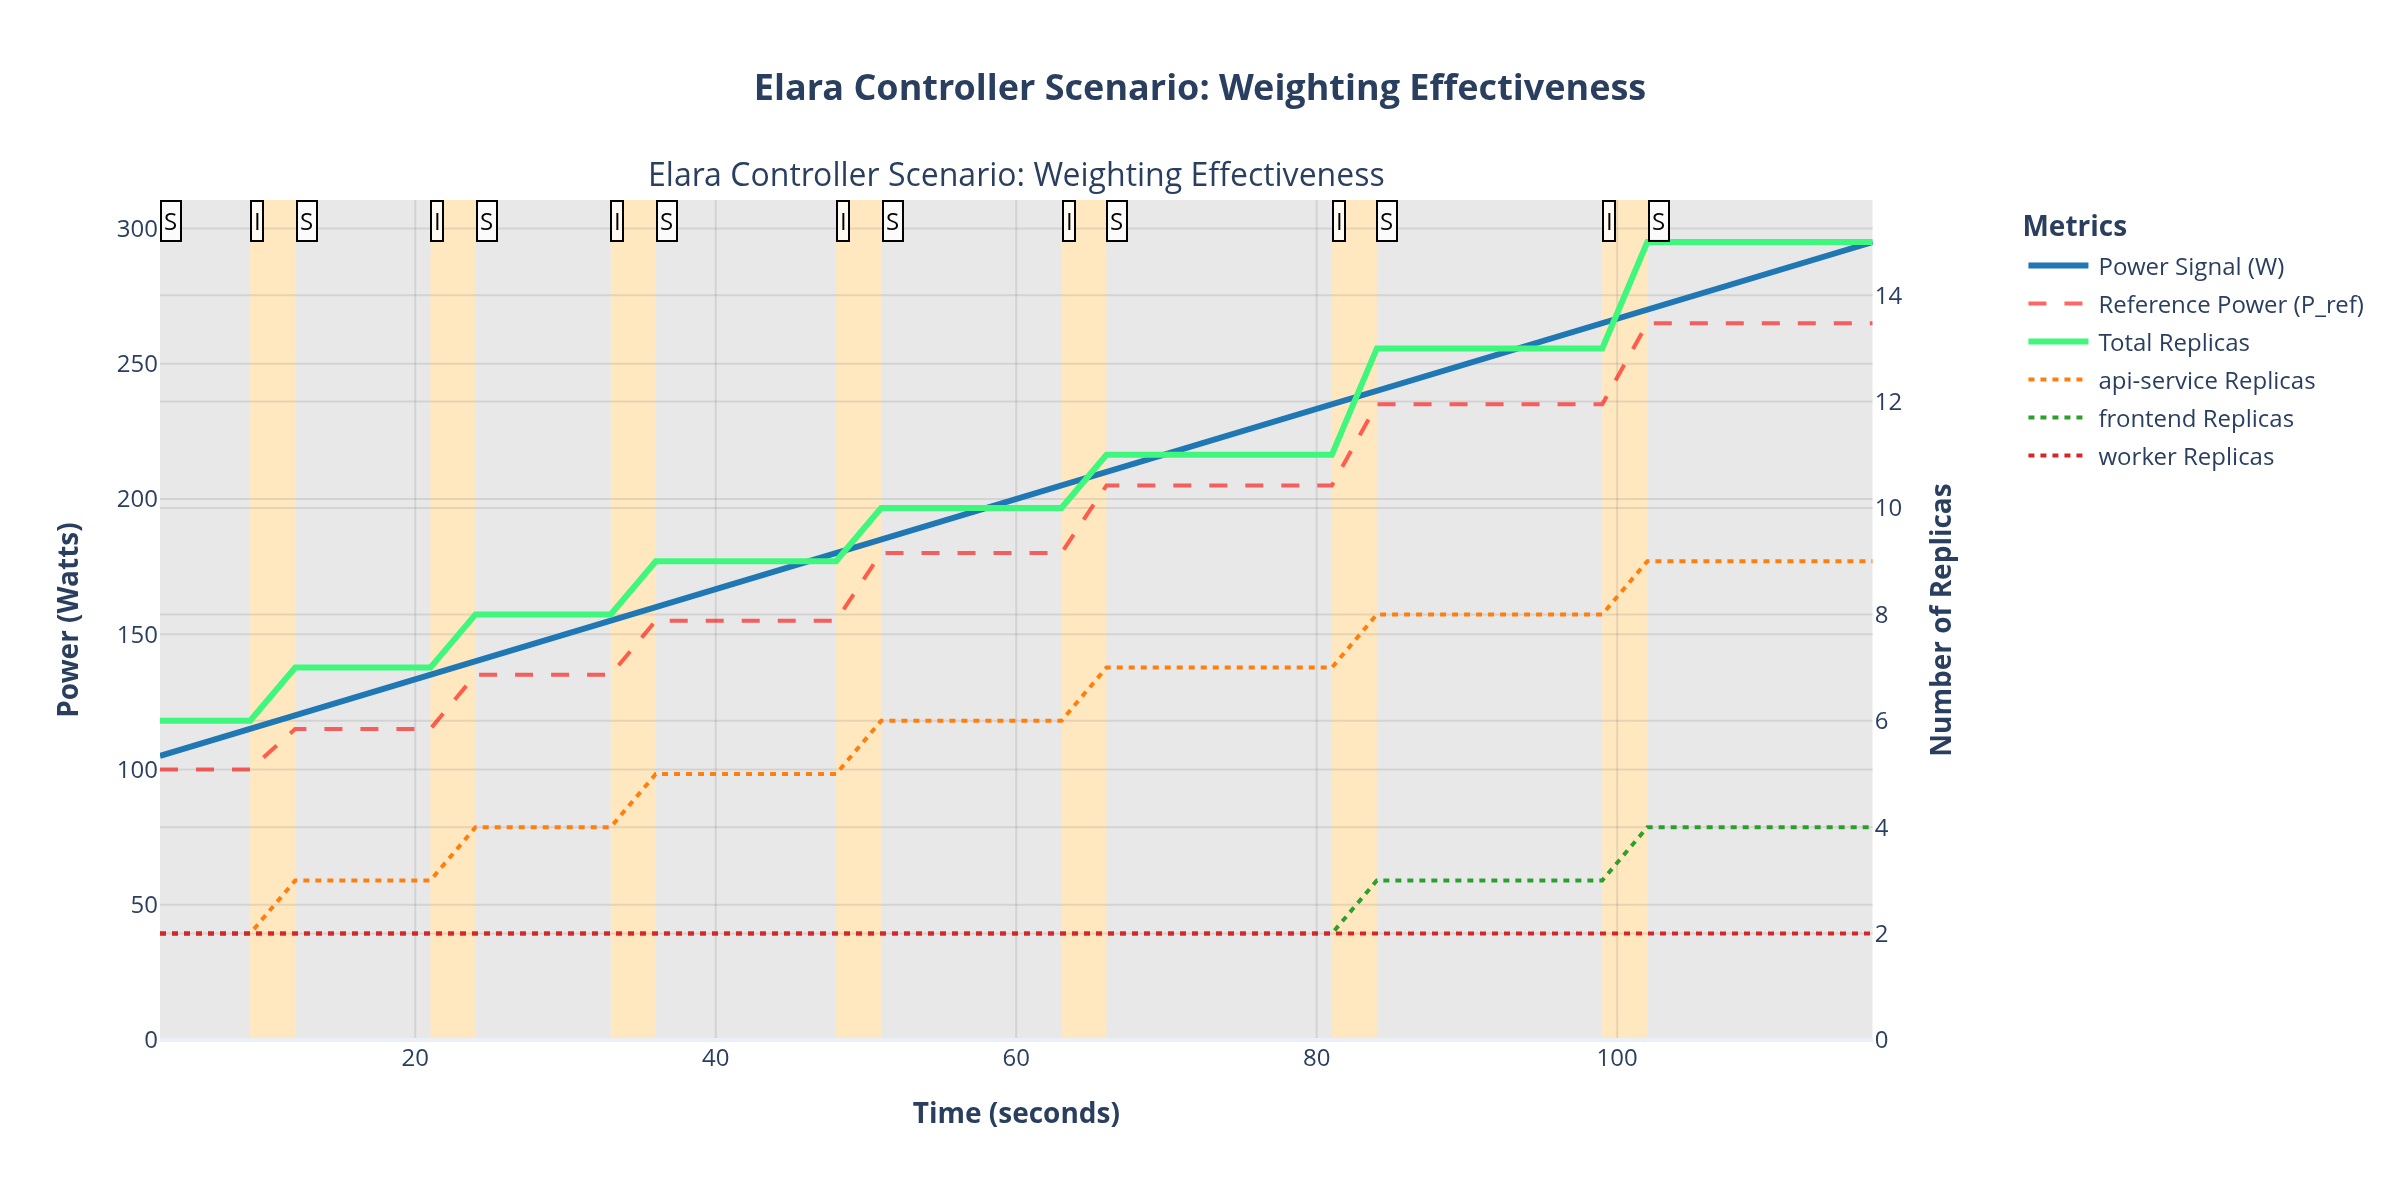 Elara Controller Scenario: Weighting Effectiveness
Elara Controller Scenario: Weighting Effectiveness
S I S I S I S I S I S I S I S
300
250
200
150
100
50
0
Power (Watts)
14
12
10
8
6
4
2
0
Number of Replicas
20 40 60 80 100
Time (seconds)
Metrics
Power Signal (W)
Reference Power (P_ref)
Total Replicas
api-service Replicas
frontend Replicas
worker Replicas